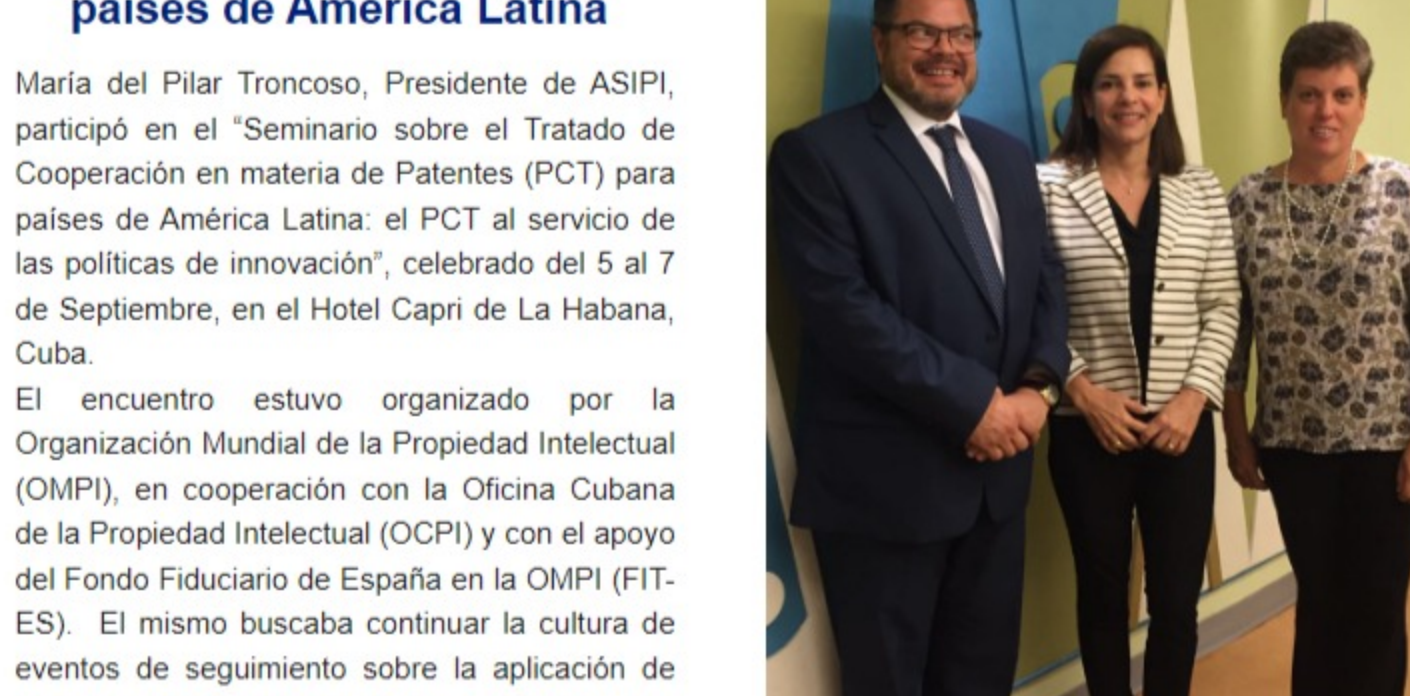 países de América Latina
María del Pilar Troncoso, Presidente de ASIPI,
participó en el “Seminario sobre el Tratado de
Cooperación en materia de Patentes (PCT) para
países de América Latina: el PCT al servicio de
las políticas de innovación”, celebrado del 5 al 7
de Septiembre, en el Hotel Capri de La Habana,
Cuba.
El encuentro estuvo organizado por la
Organización Mundial de la Propiedad Intelectual
(OMPI), en cooperación con la Oficina Cubana
de la Propiedad Intelectual (OCPI) y con el apoyo
del Fondo Fiduciario de España en la OMPI (FIT-
ES). El mismo buscaba continuar la cultura de
eventos de seguimiento sobre la aplicación de